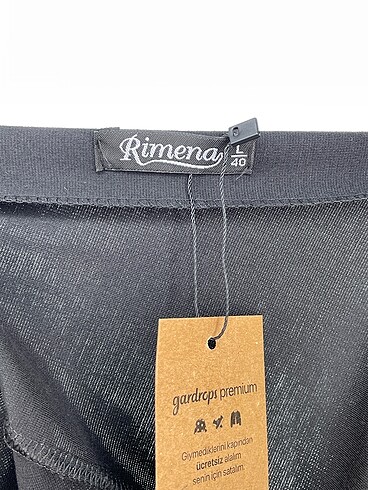 Rimena
L
40
gardrops premium
Giymediklerini kapından
ücretsiz alalım
senin için satalım.